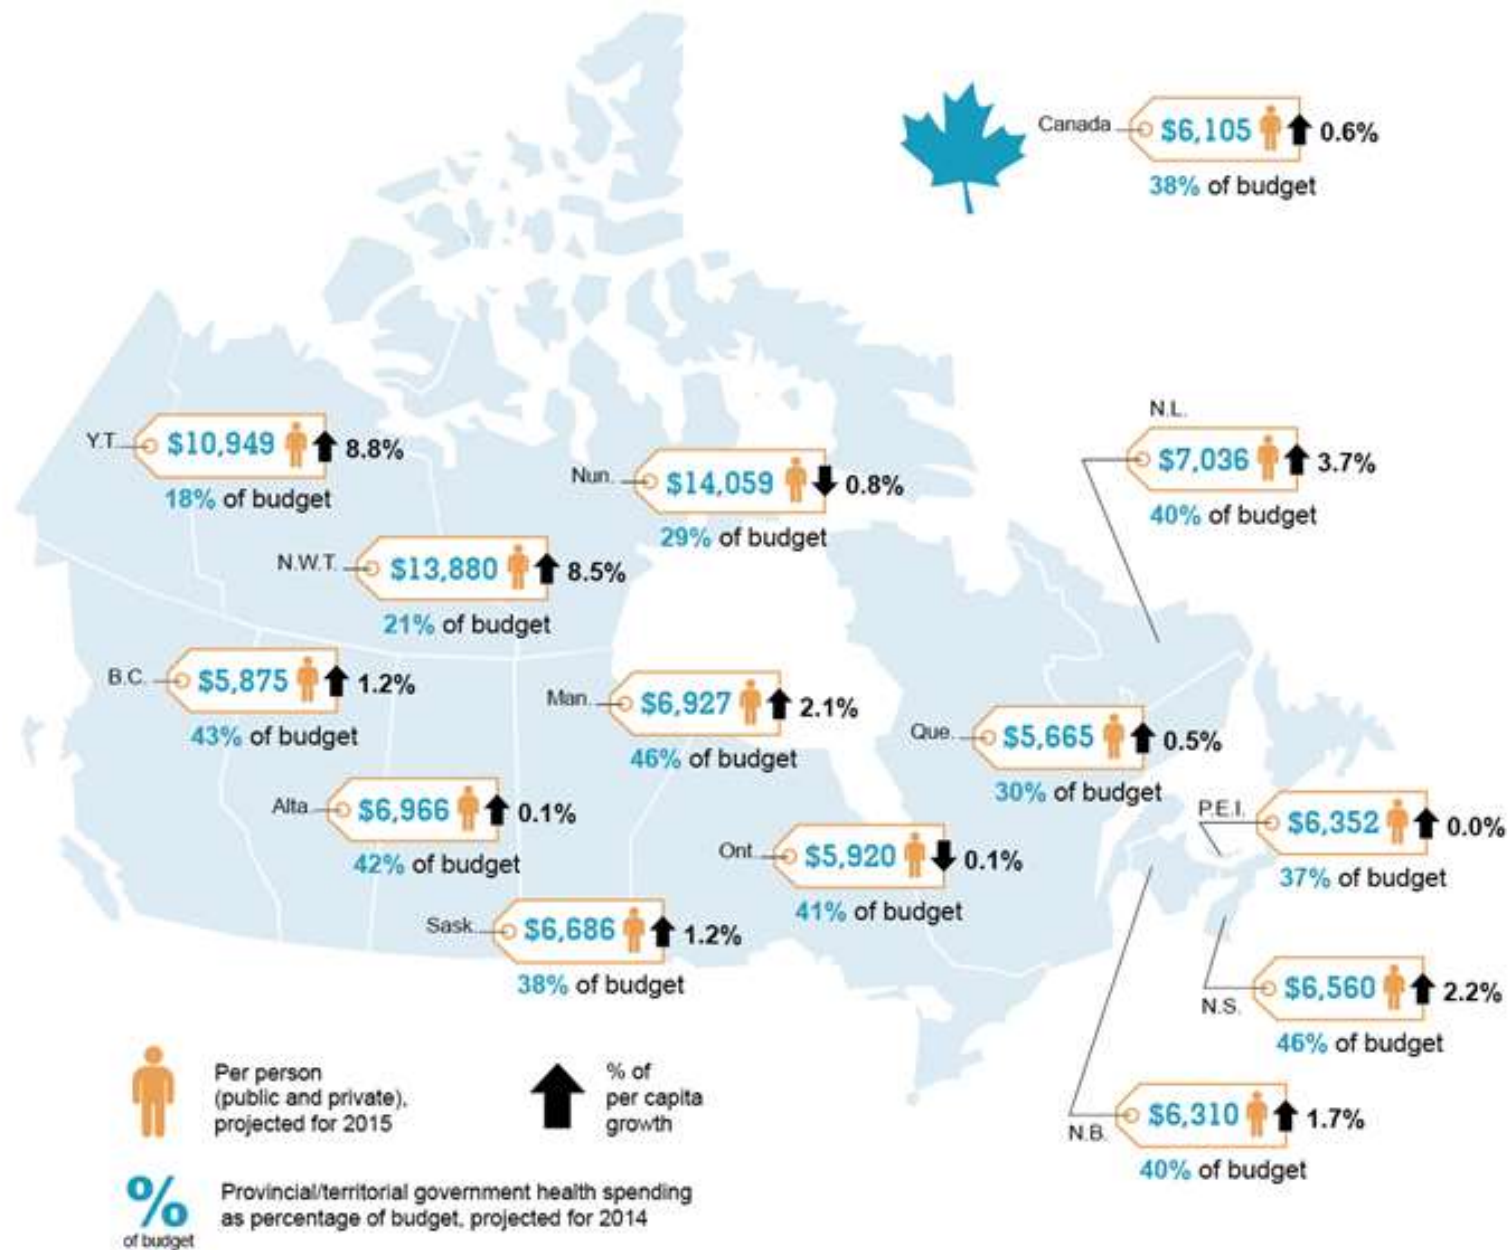 Canada $6,105 0.6%
38% of budget
N.L.
$7,036 3.7%
40% of budget
Y.T. $10,949 8.8%
18% of budget
Nun. $14,059 0.8%
29% of budget
N.W.T. $13,880 8.5%
21% of budget
B.C. $5,875 1.2%
43% of budget
Man. $6,927 2.1%
46% of budget
Que. $5,665 0.5%
30% of budget
Alta. $6,966 0.1%
42% of budget
P.E.I. $6,352 0.0%
37% of budget
Ont. $5,920 0.1%
41% of budget
Sask. $6,686 1.2%
38% of budget
N.S. $6,560 2.2%
46% of budget
N.B. $6,310 1.7%
40% of budget
Per person
(public and private),
projected for 2015
% of
per capita
growth
%
of budget
Provincial/territorial government health spending
as percentage of budget, projected for 2014